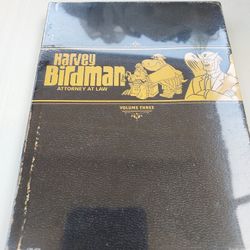 Harvey
Birdman
ATTORNEY AT LAW
VOLUME THREE